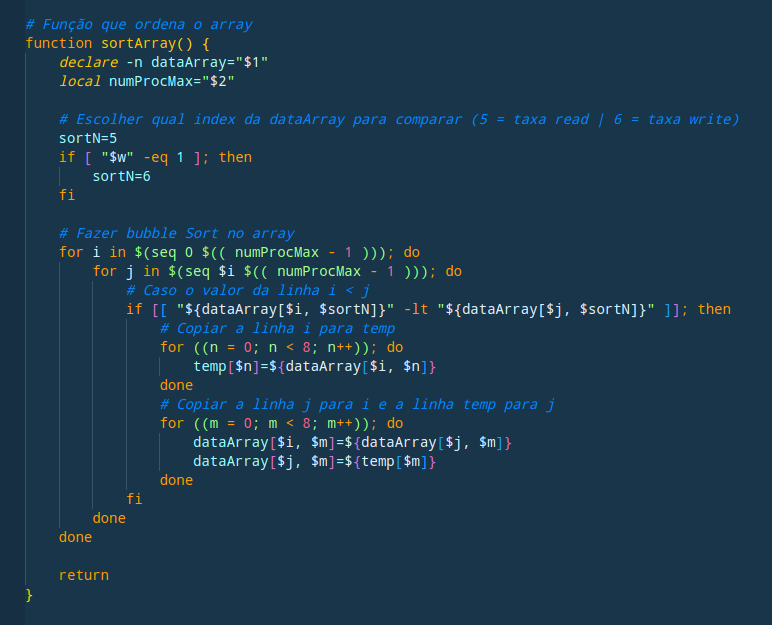 # Função que ordena o array
function sortArray() {
    declare -n dataArray="$1"
    local numProcMax="$2"

    # Escolher qual index da dataArray para comparar (5 = taxa read | 6 = taxa write)
    sortN=5
    if [ "$w" -eq 1 ]; then
        sortN=6
    fi

    # Fazer bubble Sort no array
    for i in $(seq 0 $(( numProcMax - 1 ))); do
        for j in $(seq $i $(( numProcMax - 1 ))); do
            # Caso o valor da linha i < j
            if [[ "${dataArray[$i, $sortN]}" -lt "${dataArray[$j, $sortN]}" ]]; then
                # Copiar a linha i para temp
                for ((n = 0; n < 8; n++)); do
                    temp[$n]=${dataArray[$i, $n]}
                done
                # Copiar a linha j para i e a linha temp para j
                for ((m = 0; m < 8; m++)); do
                    dataArray[$i, $m]=${dataArray[$j, $m]}
                    dataArray[$j, $m]=${temp[$m]}
                done
            fi
        done
    done

    return
}